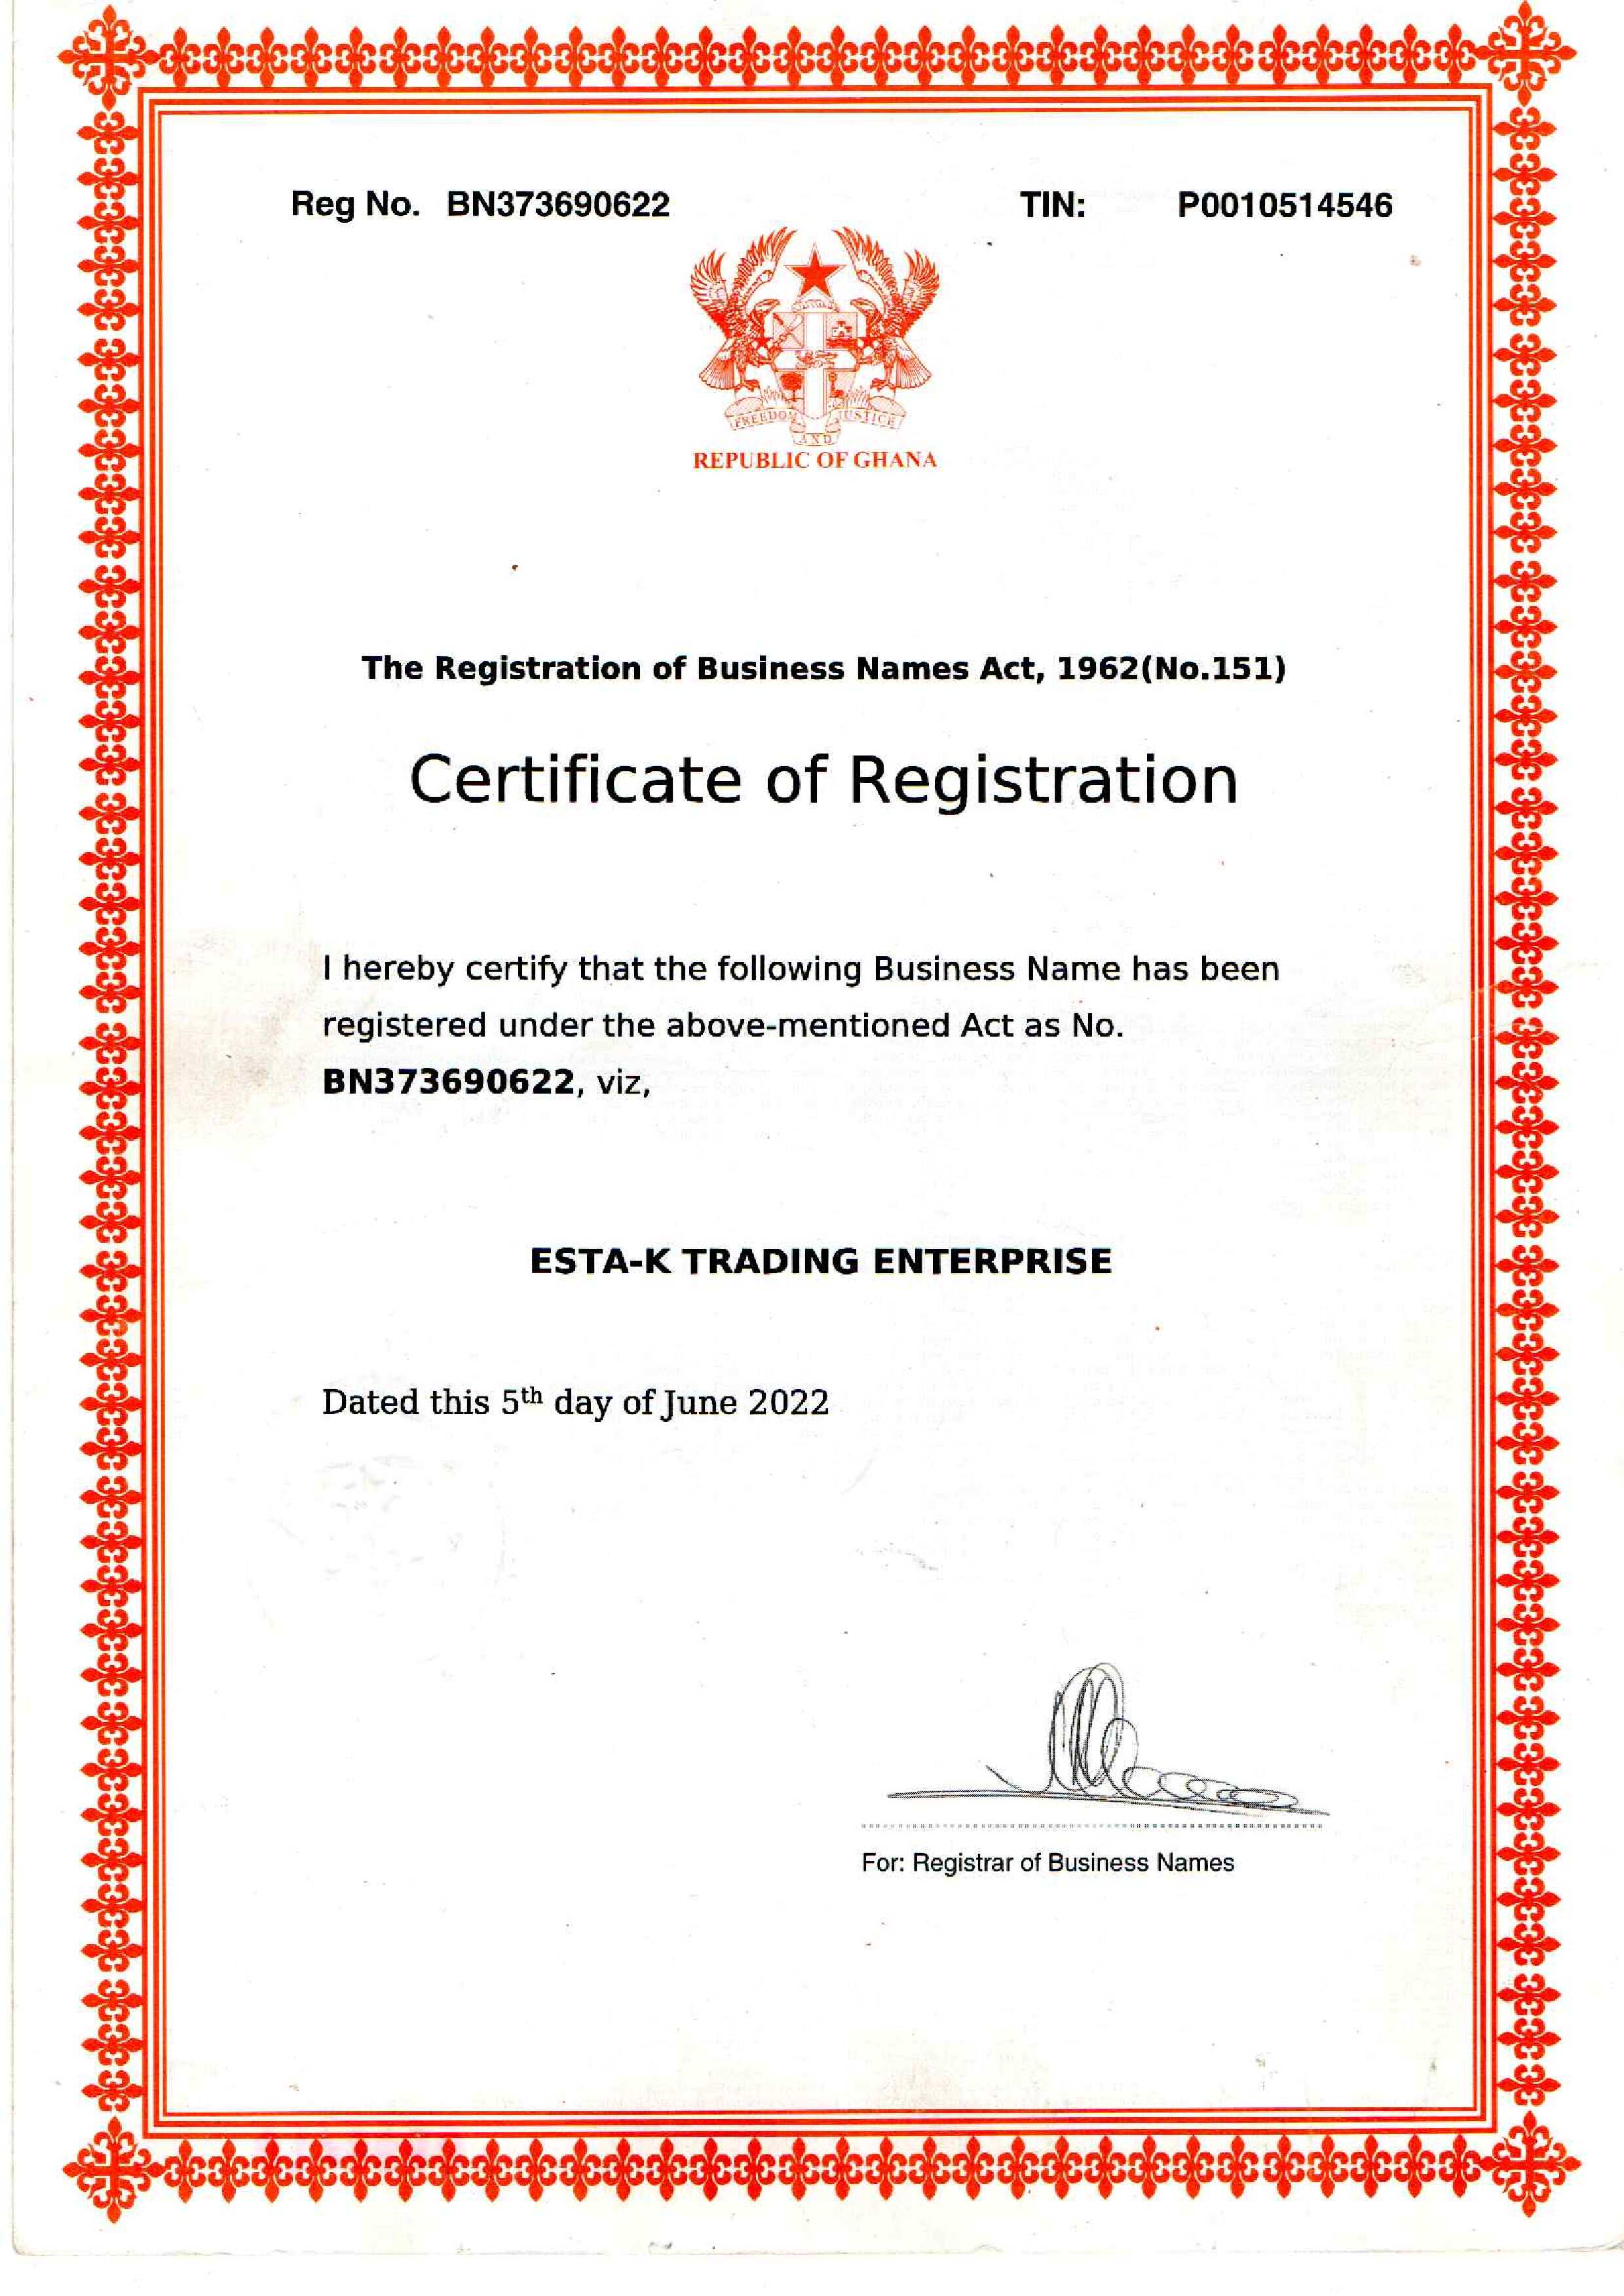 Reg No. BN373690622 TIN: P0010514546
FREEDOM AND JUSTICE
REPUBLIC OF GHANA
The Registration of Business Names Act, 1962(No.151)
Certificate of Registration
I hereby certify that the following Business Name has been
registered under the above-mentioned Act as No.
BN373690622, viz,
ESTA-K TRADING ENTERPRISE
Dated this 5th day of June 2022
For: Registrar of Business Names